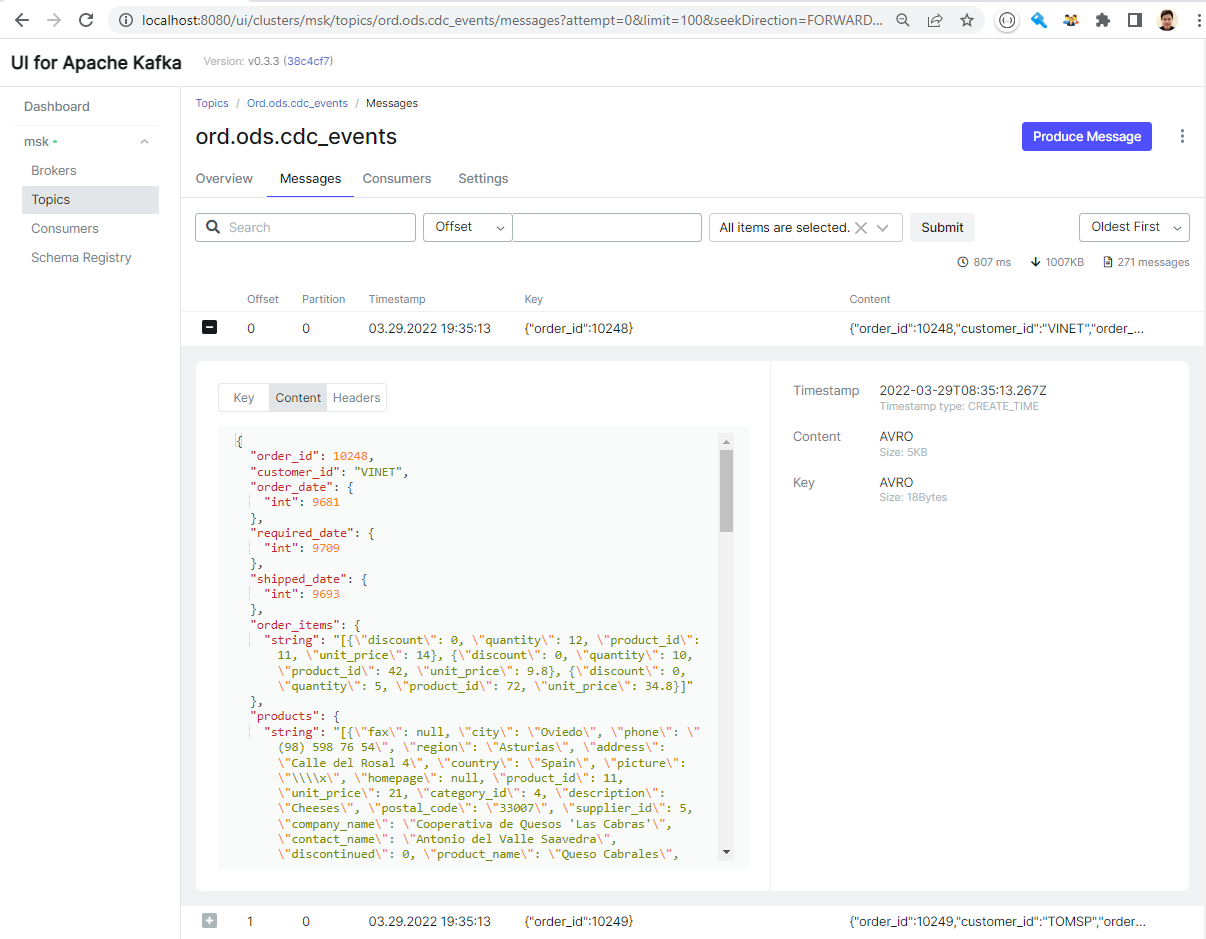 localhost:8080/ui/clusters/msk/topics/ord.ods.cdc_events/messages?attempt=0&limit=100&seekDirection=FORWARD...
UI for Apache Kafka
Version: v0.3.3 (38c4cf7)
Dashboard
msk
Brokers
Topics
Consumers
Schema Registry
Topics / Ord.ods.cdc_events / Messages
ord.ods.cdc_events
Produce Message
Overview Messages Consumers Settings
Search Offset All items are selected. Submit Oldest First
807 ms 1007KB 271 messages
Offset Partition Timestamp Key Content
0 0 03.29.2022 19:35:13 {"order_id":10248} {"order_id":10248,"customer_id":"VINET","order_...
Key Content Headers
{
"order_id": 10248,
"customer_id": "VINET",
"order_date": {
"int": 9681
},
"required_date": {
"int": 9709
},
"shipped_date": {
"int": 9693
},
"order_items": {
"string": "[{\"discount\": 0, \"quantity\": 12, \"product_id\":
11, \"unit_price\": 14}, {\"discount\": 0, \"quantity\": 10,
\"product_id\": 42, \"unit_price\": 9.8}, {\"discount\": 0,
\"quantity\": 5, \"product_id\": 72, \"unit_price\": 34.8}]"
},
"products": {
"string": "[{\"fax\": null, \"city\": \"Oviedo\", \"phone\": \"
(98) 598 76 54\", \"region\": \"Asturias\", \"address\":
\"Calle del Rosal 4\", \"country\": \"Spain\", \"picture\":
\"\\\\x\", \"homepage\": null, \"product_id\": 11,
\"unit_price\": 21, \"category_id\": 4, \"description\":
\"Cheeses\", \"postal_code\": \"33007\", \"supplier_id\": 5,
\"company_name\": \"Cooperativa de Quesos 'Las Cabras'\",
\"contact_name\": \"Antonio del Valle Saavedra\",
\"discontinued\": 0, \"product_name\": \"Queso Cabrales\",
Timestamp 2022-03-29T08:35:13.267Z
Timestamp type: CREATE_TIME
Content AVRO
Size: 5KB
Key AVRO
Size: 18Bytes
1 0 03.29.2022 19:35:13 {"order_id":10249} {"order_id":10249,"customer_id":"TOMSP","order...